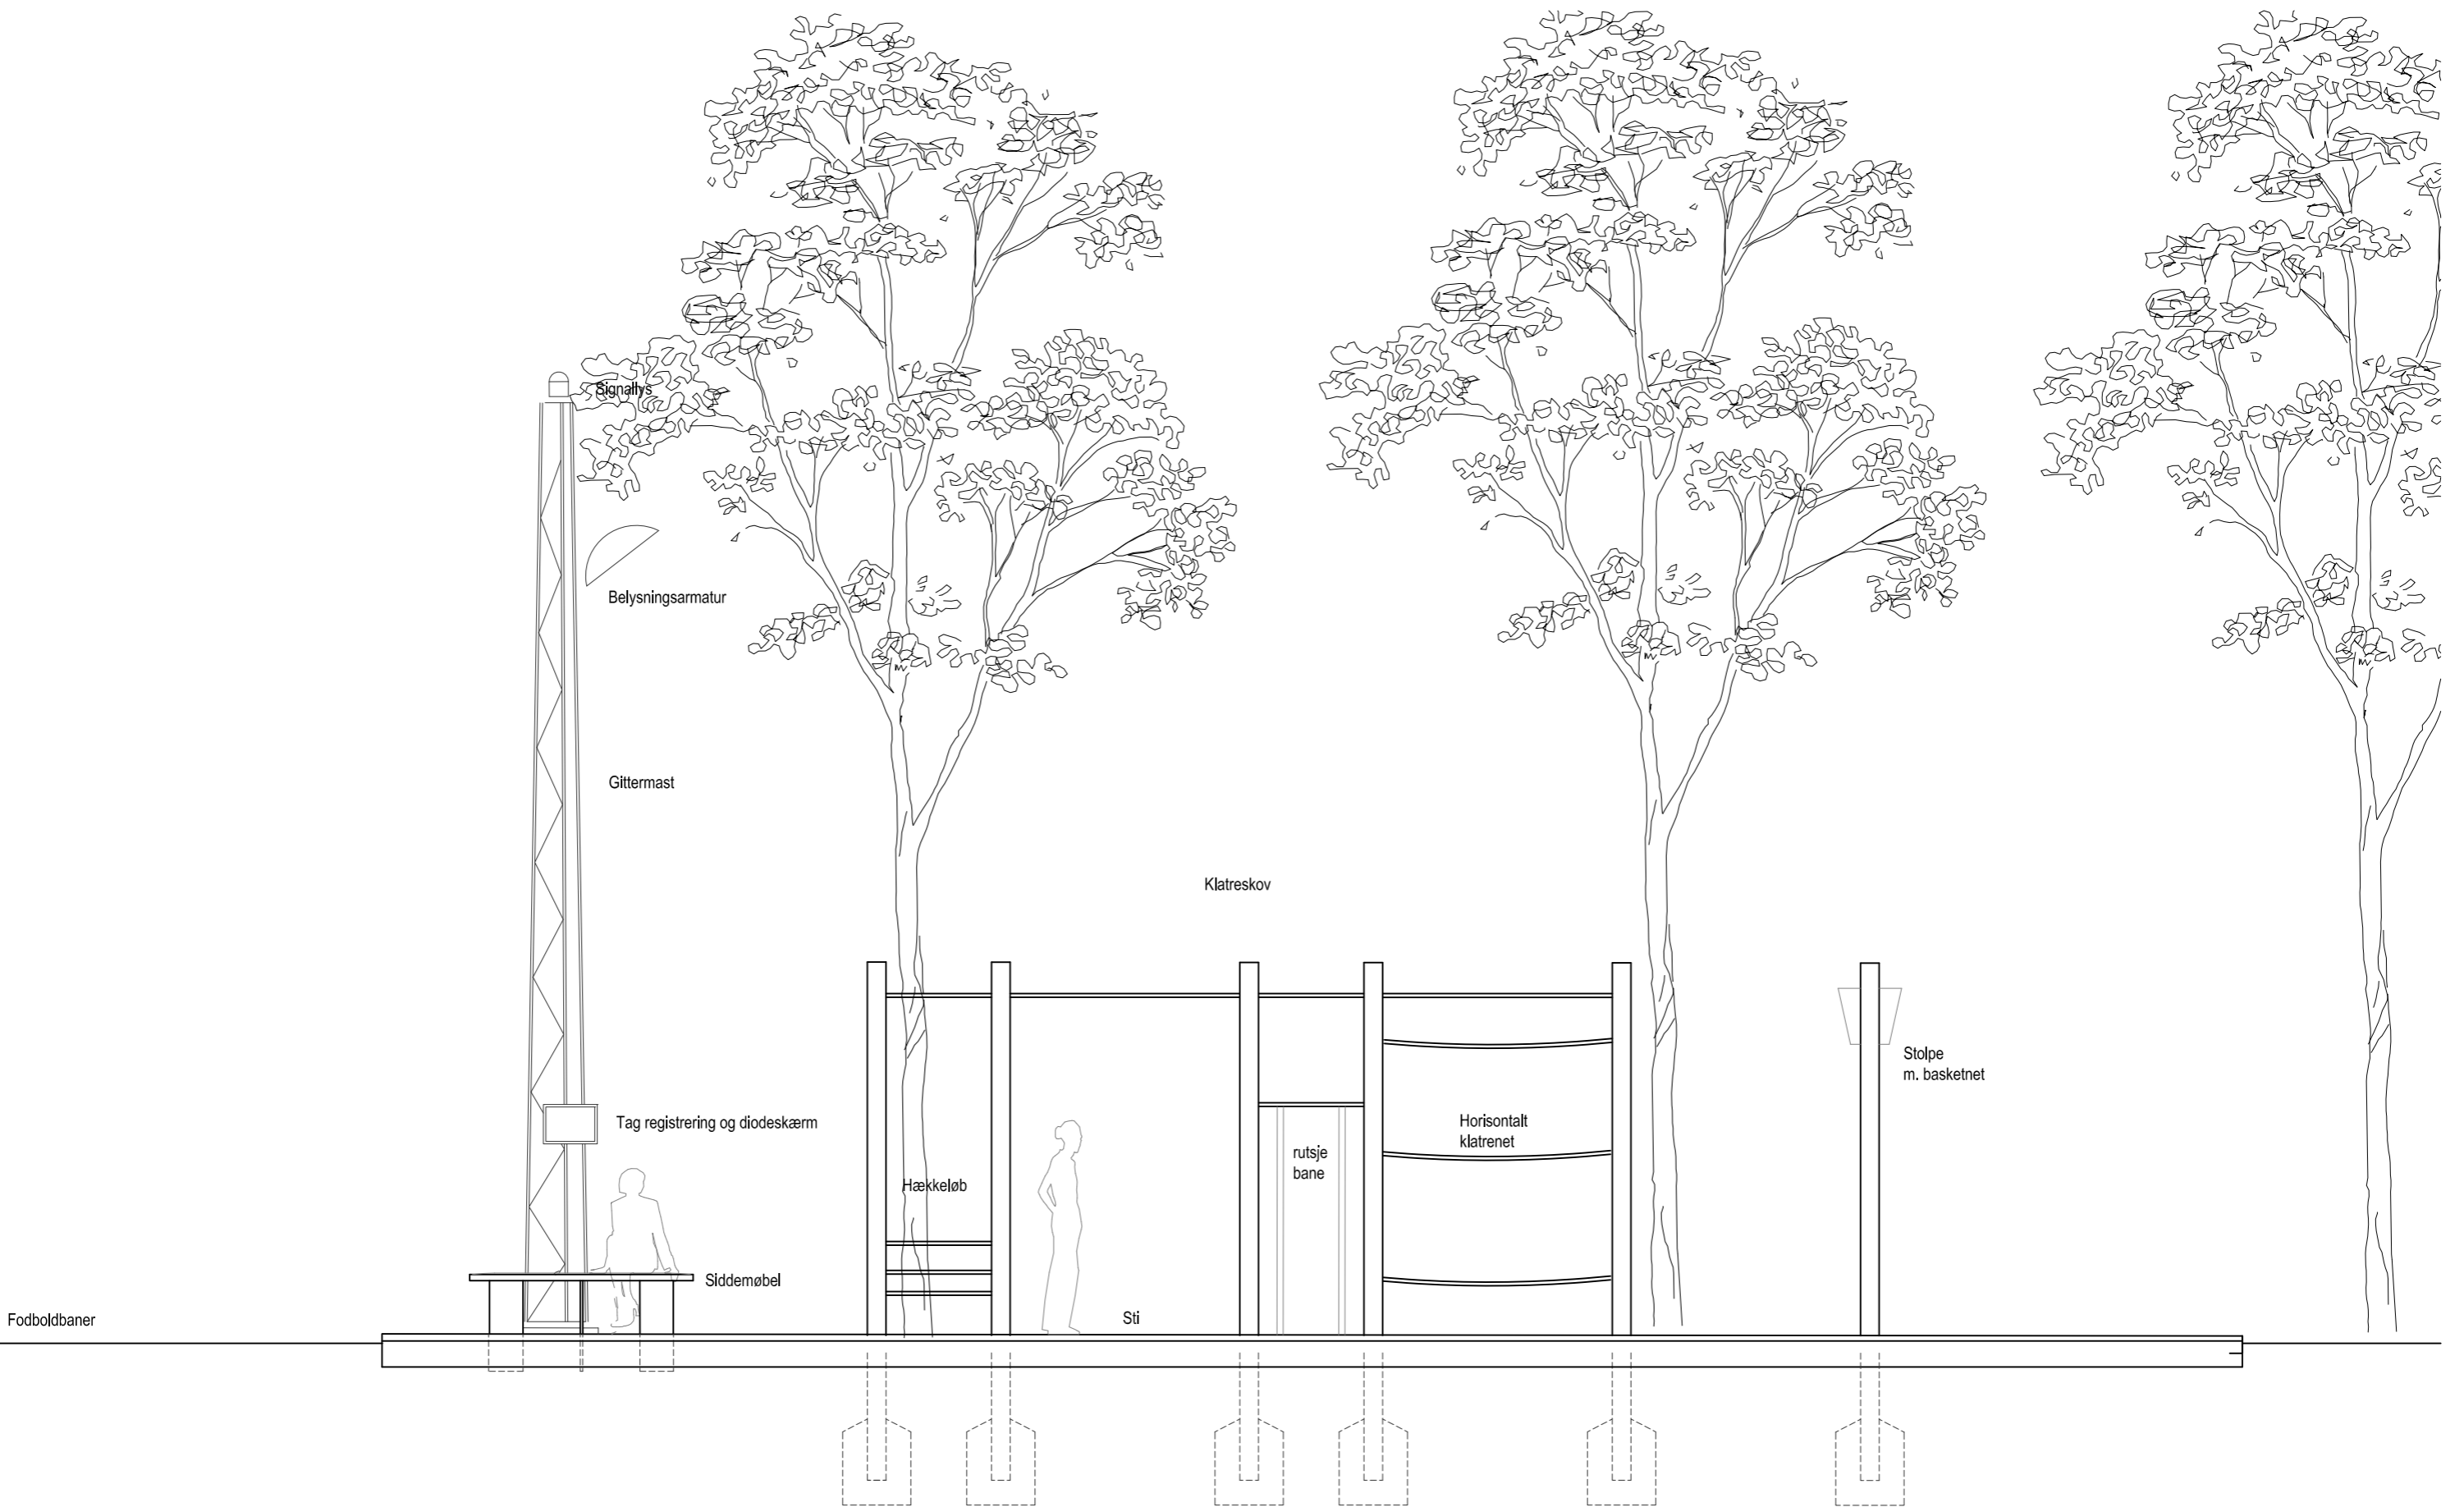 Signallys
Belysningsarmatur
Gittermast
Klatreskov
Stolpe
m. basketnet
Tag registrering og diodeskærm
Horisontalt
klatrenet
rutsje
bane
Hækkeløb
Siddemøbel
Sti
Fodboldbaner